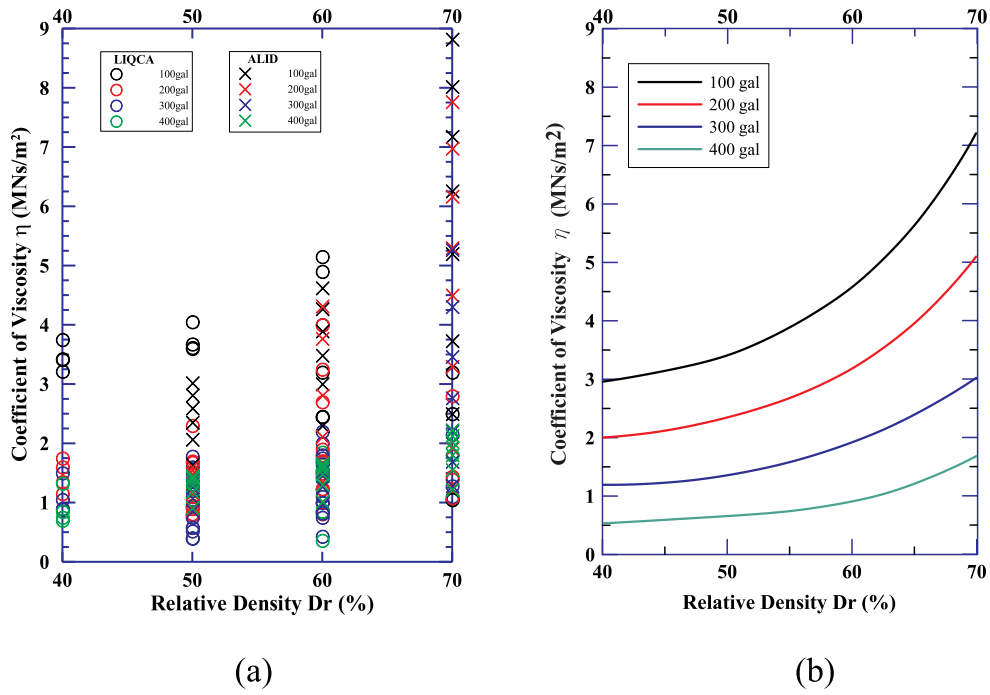 40 50 60 70
9
8
7
6
5
4
3
2
1
0
Coefficient of Viscosity η (MNs/m²)
LIQCA
100gal
200gal
300gal
400gal
ALID
100gal
200gal
300gal
400gal
40 50 60 70
Relative Density Dr (%)
(a)
40 50 60 70
9
8
7
6
5
4
3
2
1
0
Coefficient of Viscosity η (MNs/m2)
100 gal
200 gal
300 gal
400 gal
40 50 60 70
Relative Density Dr (%)
(b)